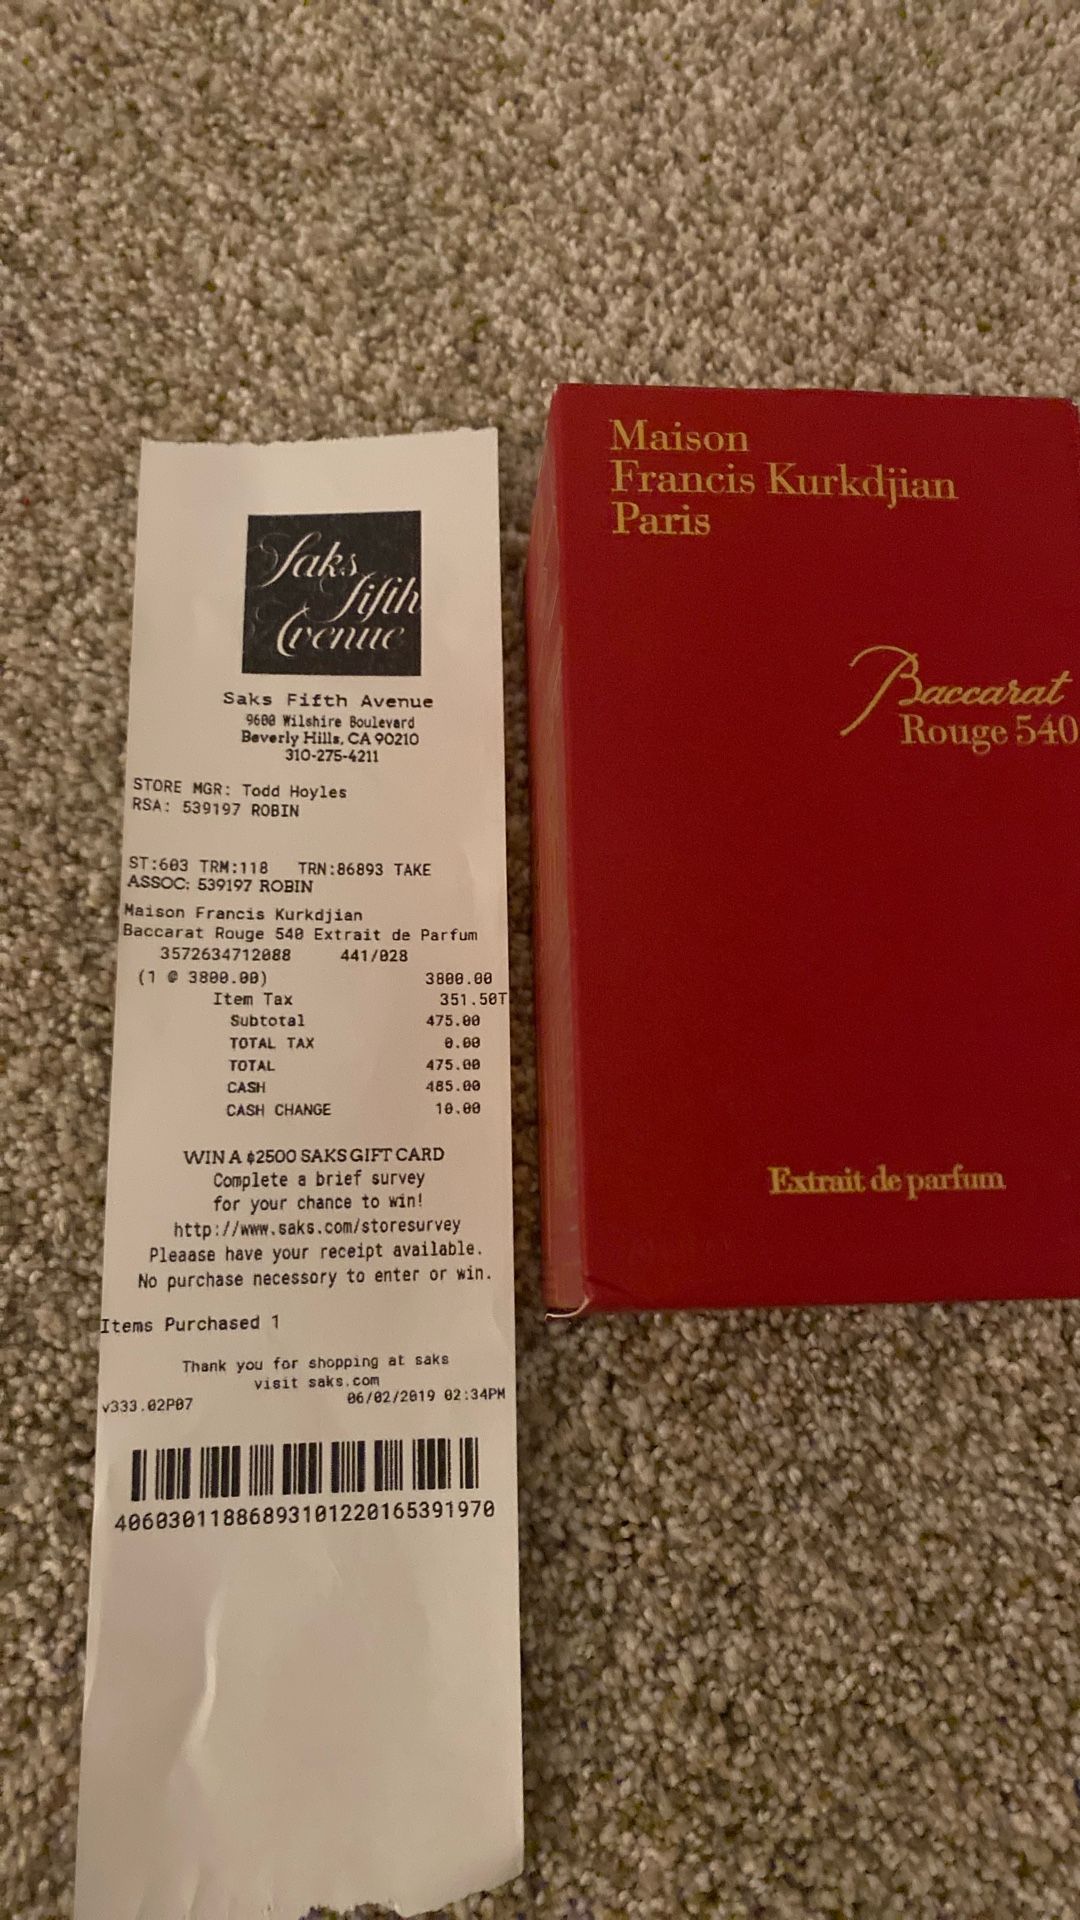 Saks
Fifth
Avenue
Saks Fifth Avenue
9600 Wilshire Boulevard
Beverly Hills, CA 90210
310-275-4211
STORE MGR: Todd Hoyles
RSA: 539197 ROBIN
ST:603 TRM:118 TRN:86893 TAKE
ASSOC: 539197 ROBIN
Maison Francis Kurkdjian
Baccarat Rouge 540 Extrait de Parfum
3572634712088 441/028
(1 @ 3800.00) 3800.00
Item Tax 351.50T
Subtotal 475.00
TOTAL TAX 0.00
TOTAL 475.00
CASH 485.00
CASH CHANGE 10.00
WIN A $2500 SAKS GIFT CARD
Complete a brief survey
for your chance to win!
http://www.saks.com/storesurvey
Pleaase have your receipt available.
No purchase necessary to enter or win.
Items Purchased 1
Thank you for shopping at saks
visit saks.com
v333.02P07 06/02/2019 02:34PM
40603011886893101220165391970
Maison
Francis Kurkdjian
Paris
Baccarat
Rouge 540
Extrait de parfum